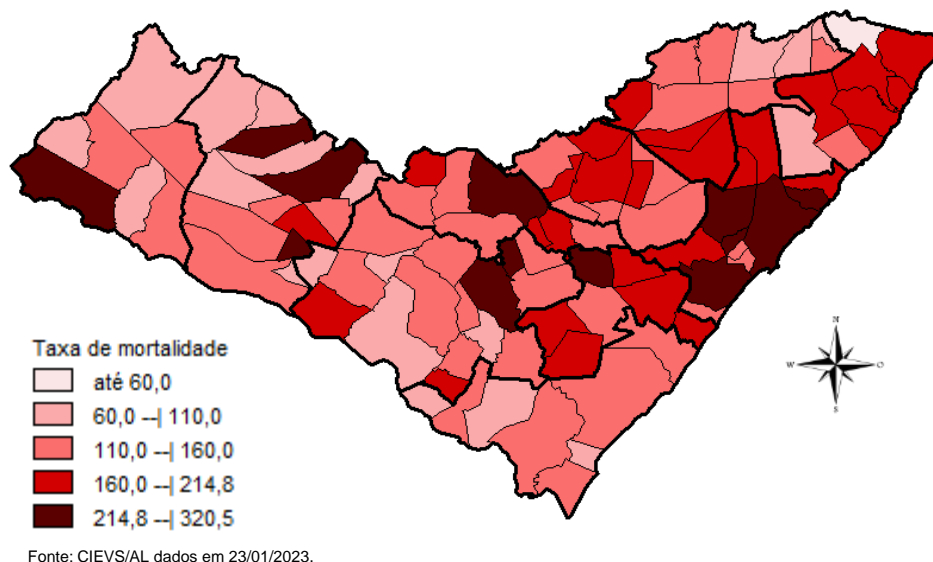 N
W
O
S
Taxa de mortalidade
até 60,0
60,0 --| 110,0
110,0 --| 160,0
160,0 --| 214,8
214,8 --| 320,5
Fonte: CIEVS/AL dados em 23/01/2023.